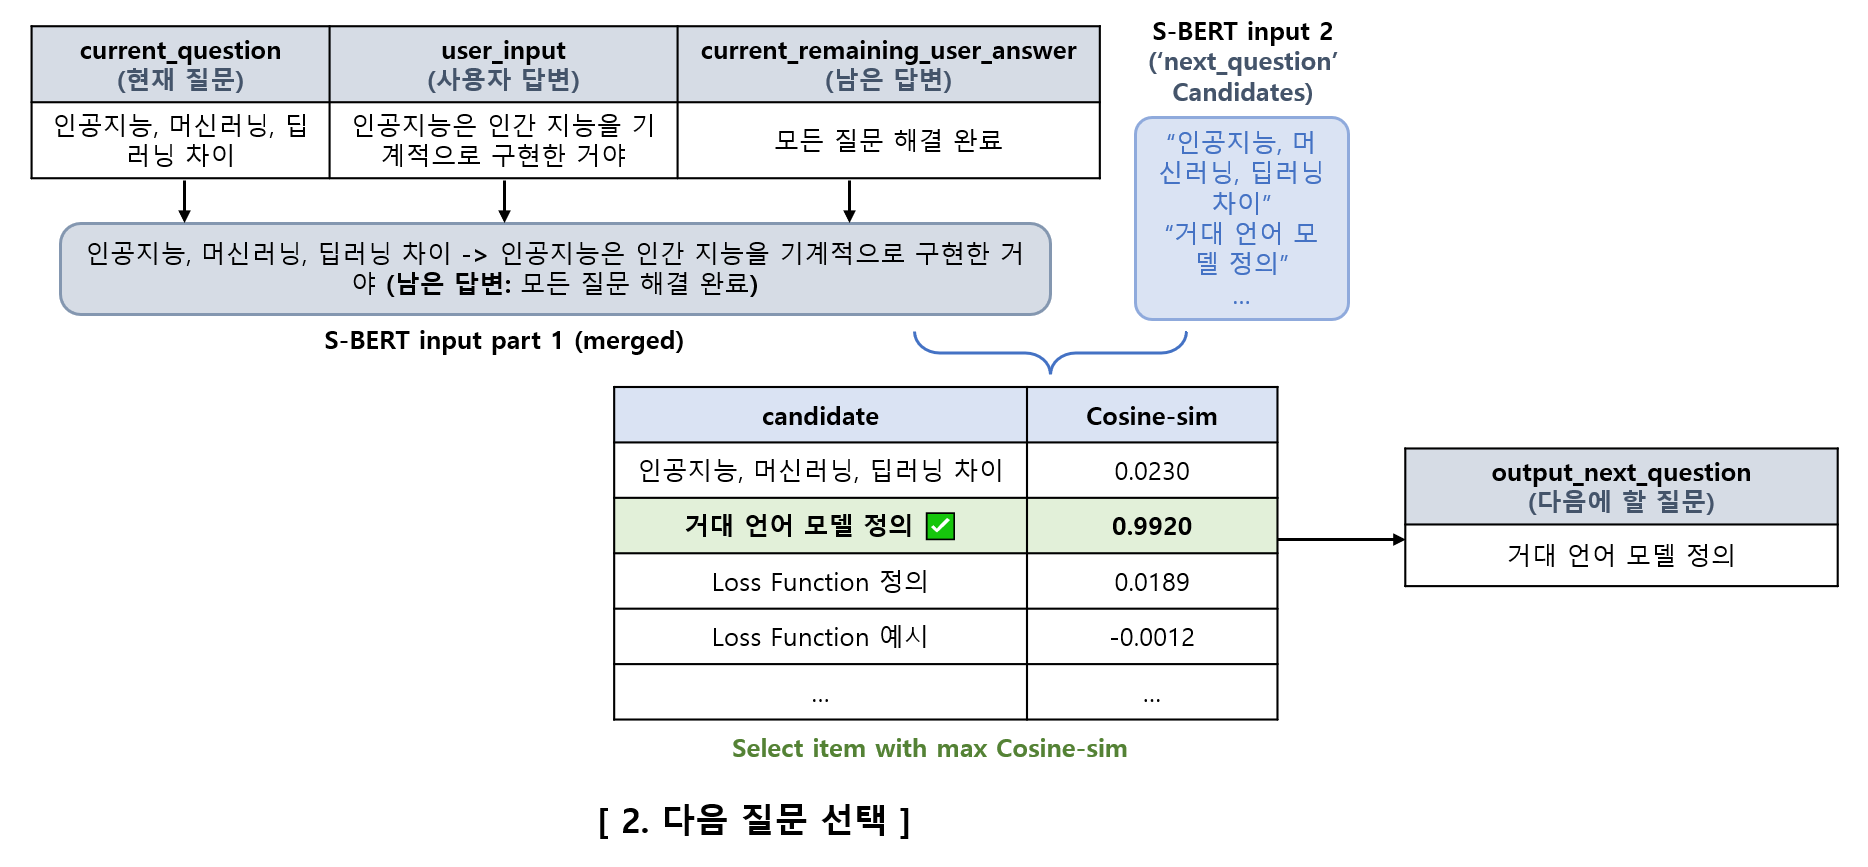 current_question
(현재 질문)
user_input
(사용자 답변)
current_remaining_user_answer
(남은 답변)
인공지능, 머신러닝, 딥
러닝 차이
인공지능은 인간 지능을 기
계적으로 구현한 거야
모든 질문 해결 완료
S-BERT input 2
(‘next_question’
Candidates)
“인공지능, 머
신러닝, 딥러닝
차이”
“거대 언어 모
델 정의”
...
인공지능, 머신러닝, 딥러닝 차이 -> 인공지능은 인간 지능을 기계적으로 구현한 거
야 (남은 답변: 모든 질문 해결 완료)
S-BERT input part 1 (merged)
candidate
Cosine-sim
인공지능, 머신러닝, 딥러닝 차이
0.0230
거대 언어 모델 정의 ✅
0.9920
Loss Function 정의
0.0189
Loss Function 예시
-0.0012
...
...
Select item with max Cosine-sim
output_next_question
(다음에 할 질문)
거대 언어 모델 정의
[ 2. 다음 질문 선택 ]